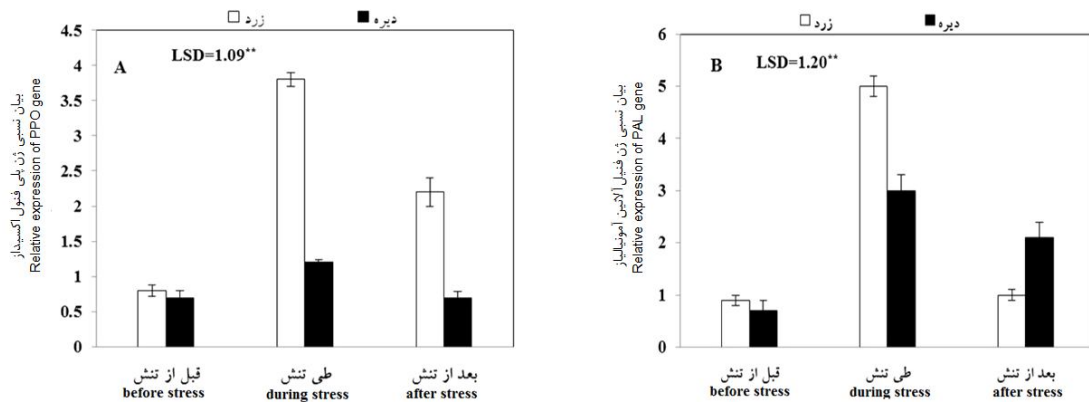 زرد
دیره
A
LSD=1.09**
4.5
4
3.5
3
2.5
2
1.5
1
0.5
0
بیان نسبی ژن پلی فنول اکسیداز
Relative expression of PPO gene
قبل از تنش
طی تنش
بعد از تنش
before stress
during stress
after stress
زرد
دیره
B
LSD=1.20**
6
5
4
3
2
1
0
بیان نسبی ژن فنیل آلانین آمونیالیاز
Relative expression of PAL gene
قبل از تنش
طی تنش
بعد از تنش
before stress
during stress
after stress